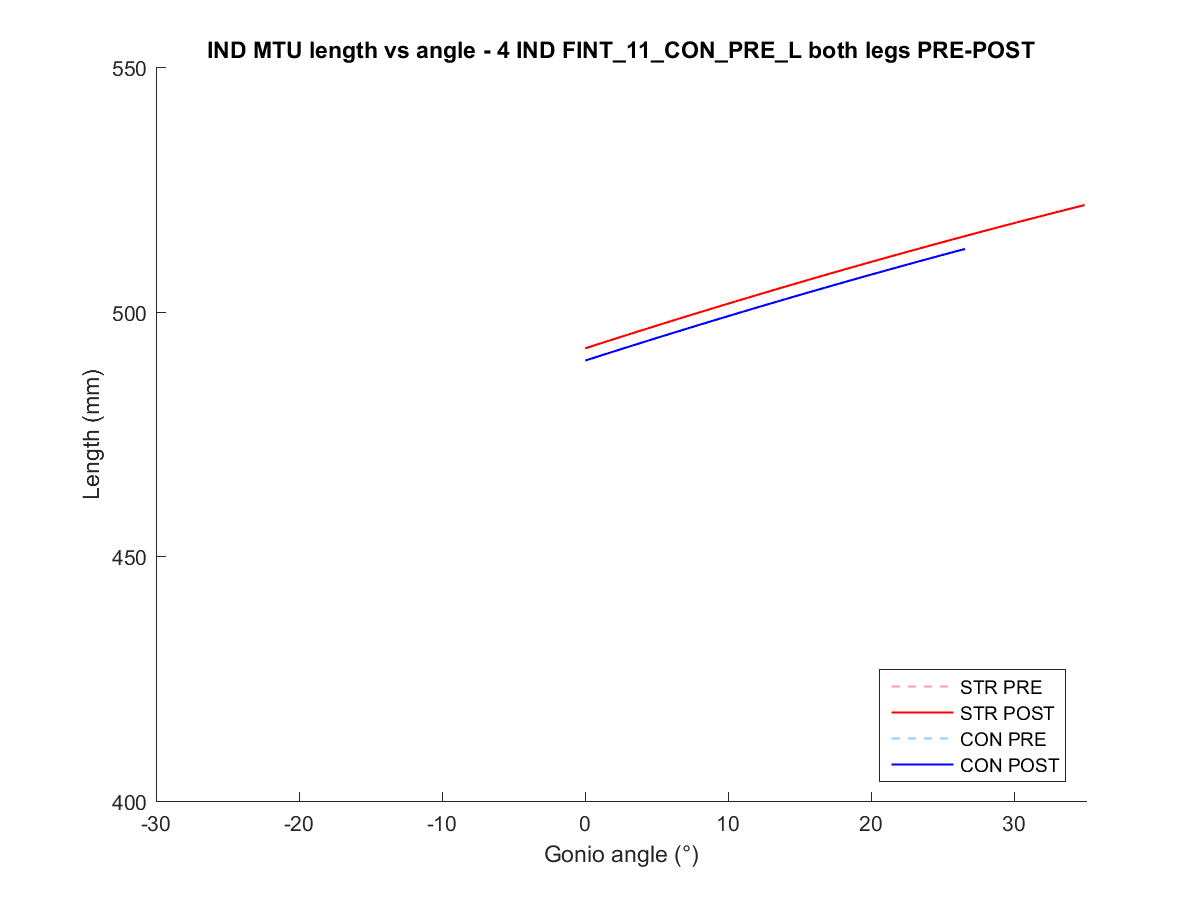 IND MTU length vs angle - 4 IND FINT_11_CON_PRE_L both legs PRE-POST
550
500
450
400
Length (mm)
-30
-20
-10
0
10
20
30
Gonio angle (°)
STR PRE
STR POST
CON PRE
CON POST